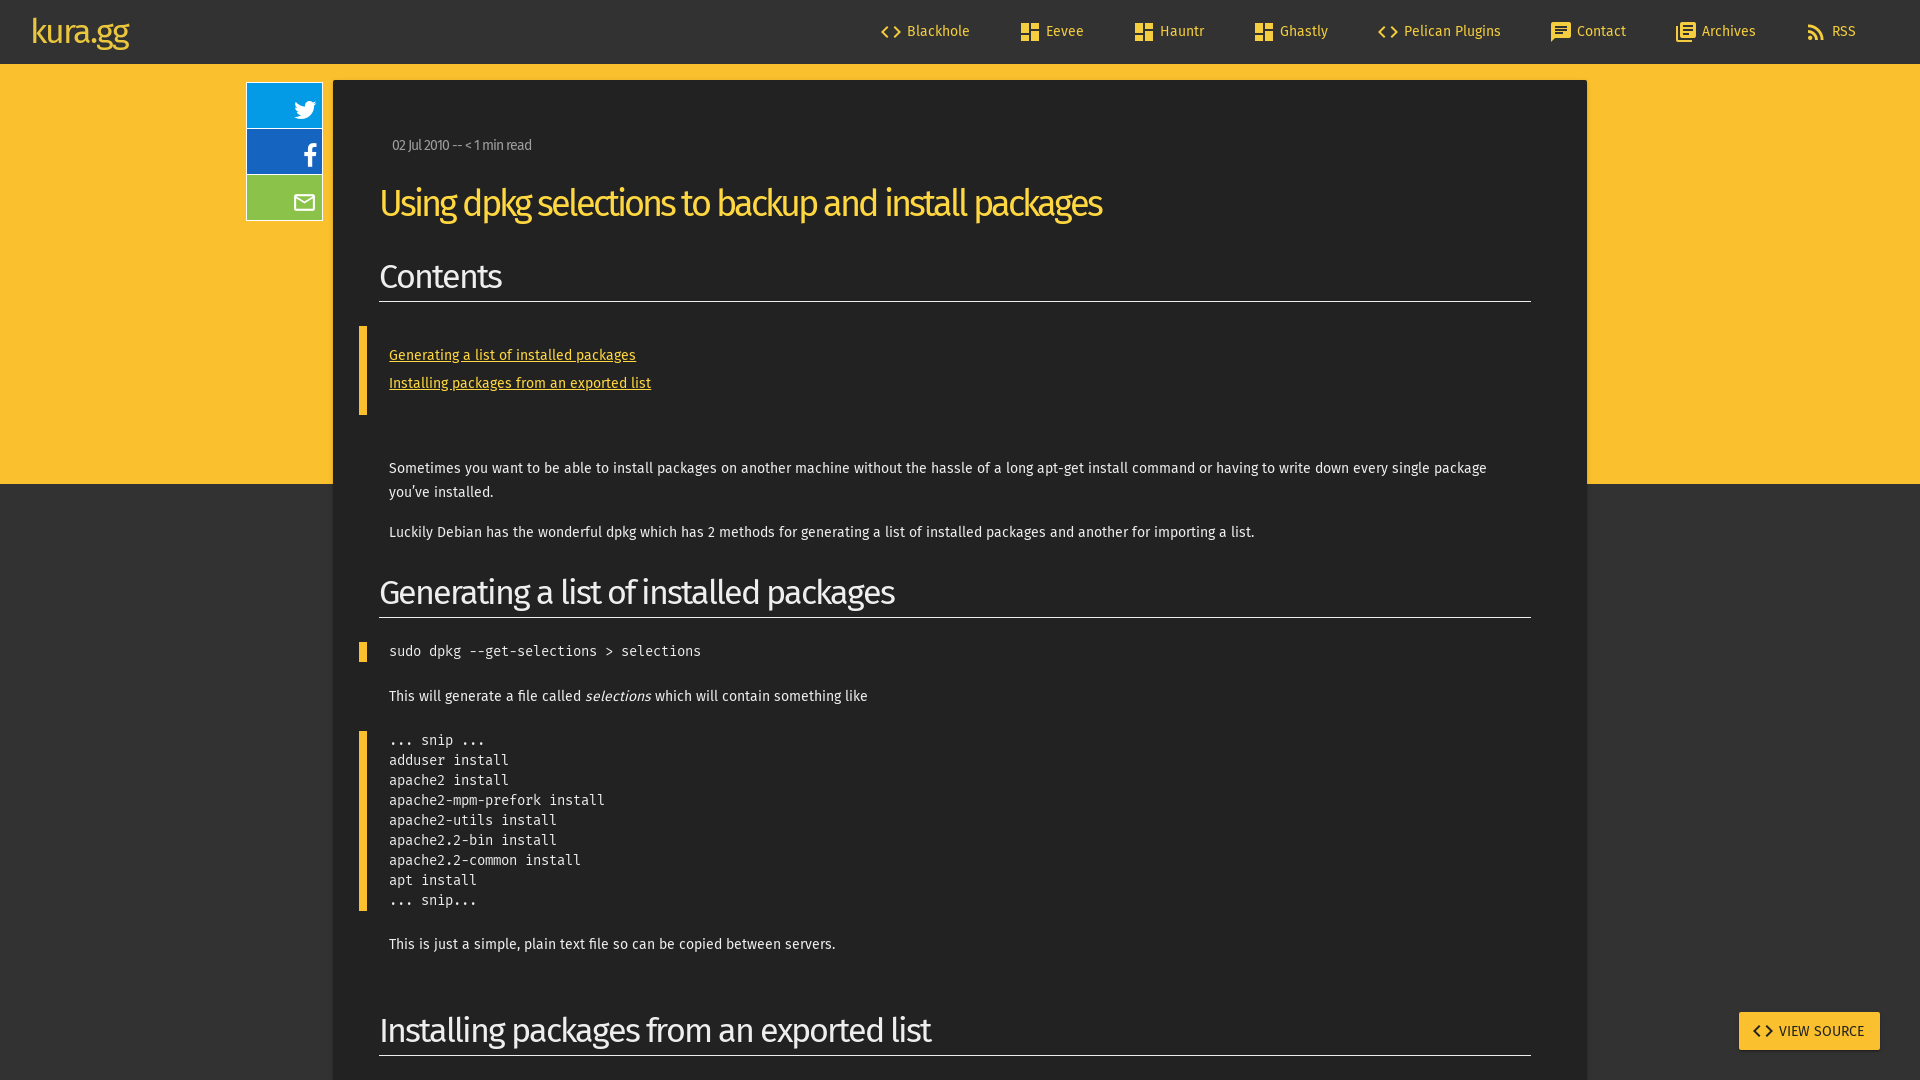 kura.gg
Blackhole
Eevee
Hauntr
Ghastly
Pelican Plugins
Contact
Archives
RSS
02 Jul 2010 -- < 1 min read
Using dpkg selections to backup and install packages
Contents
Generating a list of installed packages
Installing packages from an exported list
Sometimes you want to be able to install packages on another machine without the hassle of a long apt-get install command or having to write down every single package
you’ve installed.
Luckily Debian has the wonderful dpkg which has 2 methods for generating a list of installed packages and another for importing a list.
Generating a list of installed packages
sudo dpkg --get-selections > selections
This will generate a file called selections which will contain something like
... snip ...
adduser install
apache2 install
apache2-mpm-prefork install
apache2-utils install
apache2.2-bin install
apache2.2-common install
apt install
... snip...
This is just a simple, plain text file so can be copied between servers.
Installing packages from an exported list
VIEW SOURCE